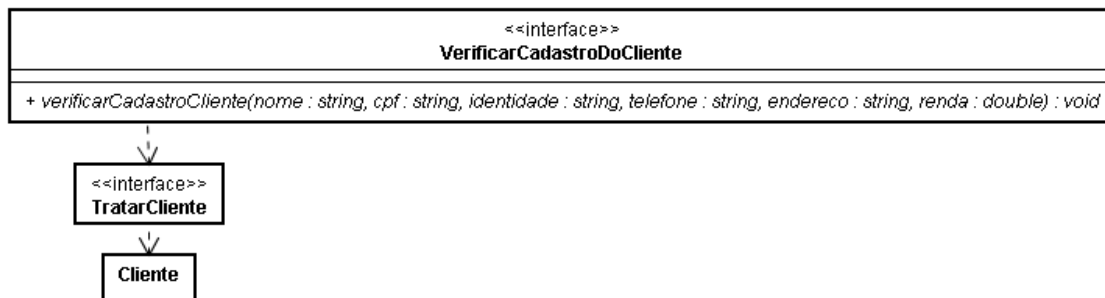 <<interface>>
VerificarCadastroDoCliente
+ verificarCadastroCliente(nome : string, cpf : string, identidade : string, telefone : string, endereco : string, renda : double) : void
<<interface>>
TratarCliente
Cliente